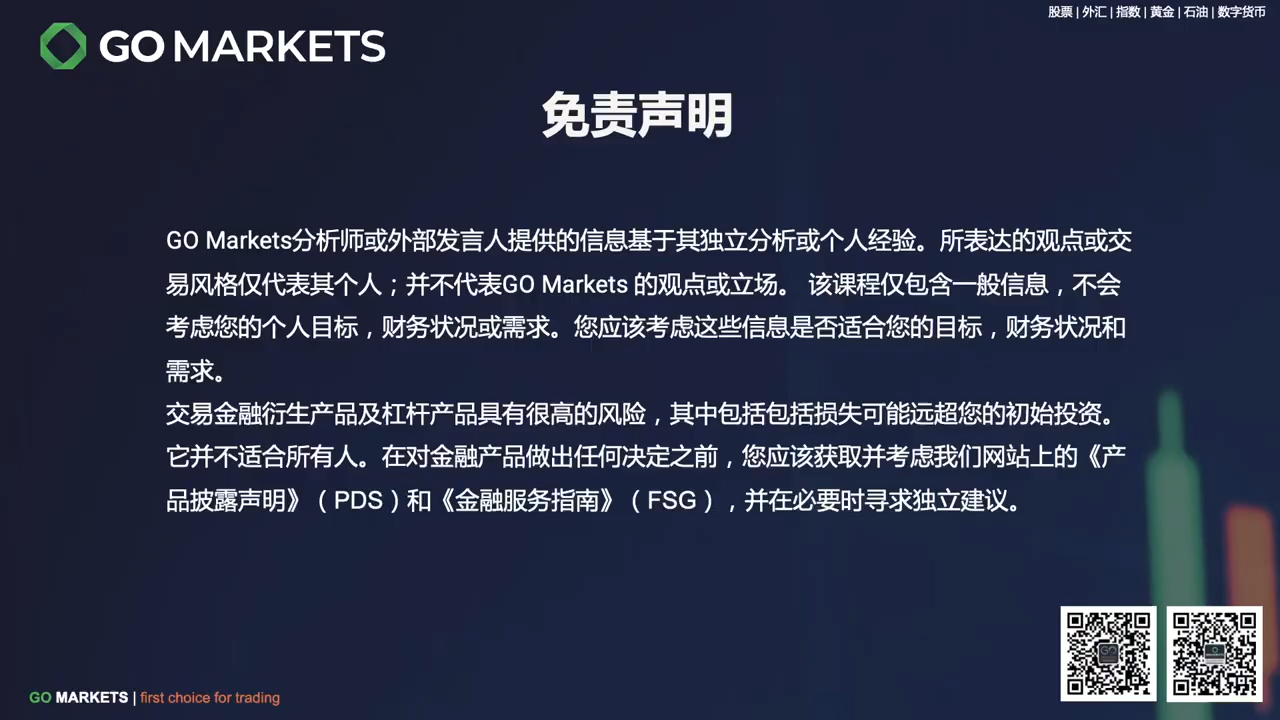 股票 | 外汇 | 指数 | 黄金 | 石油 | 数字货币
GO MARKETS
免责声明
GO Markets分析师或外部发言人提供的信息基于其独立分析或个人经验。所表达的观点或交
易风格仅代表其个人；并不代表GO Markets 的观点或立场。 该课程仅包含一般信息，不会
考虑您的个人目标，财务状况或需求。您应该考虑这些信息是否适合您的目标，财务状况和
需求。
交易金融衍生产品及杠杆产品具有很高的风险，其中包括包括损失可能远超您的初始投资。
它并不适合所有人。在对金融产品做出任何决定之前，您应该获取并考虑我们网站上的《产
品披露声明》（PDS）和《金融服务指南》（FSG），并在必要时寻求独立建议。
GO MARKETS | first choice for trading